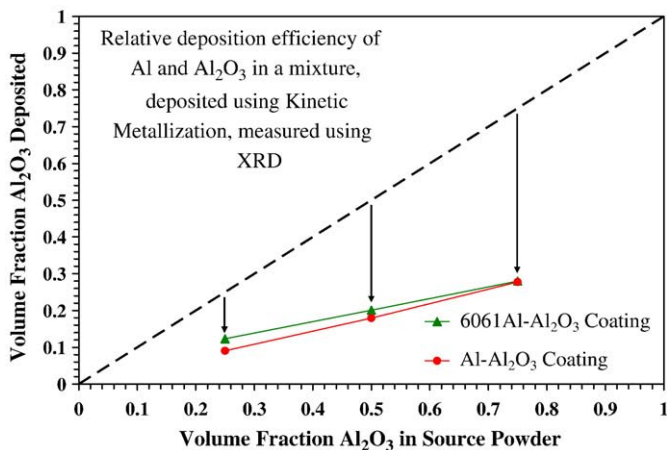 Relative deposition efficiency of
Al and Al₂O₃ in a mixture,
deposited using Kinetic
Metallization, measured using
XRD
Volume Fraction Al₂O₃ Deposited
1
0.9
0.8
0.7
0.6
0.5
0.4
0.3
0.2
0.1
0
6061Al-Al₂O₃ Coating
Al-Al₂O₃ Coating
0 0.1 0.2 0.3 0.4 0.5 0.6 0.7 0.8 0.9 1
Volume Fraction Al₂O₃ in Source Powder